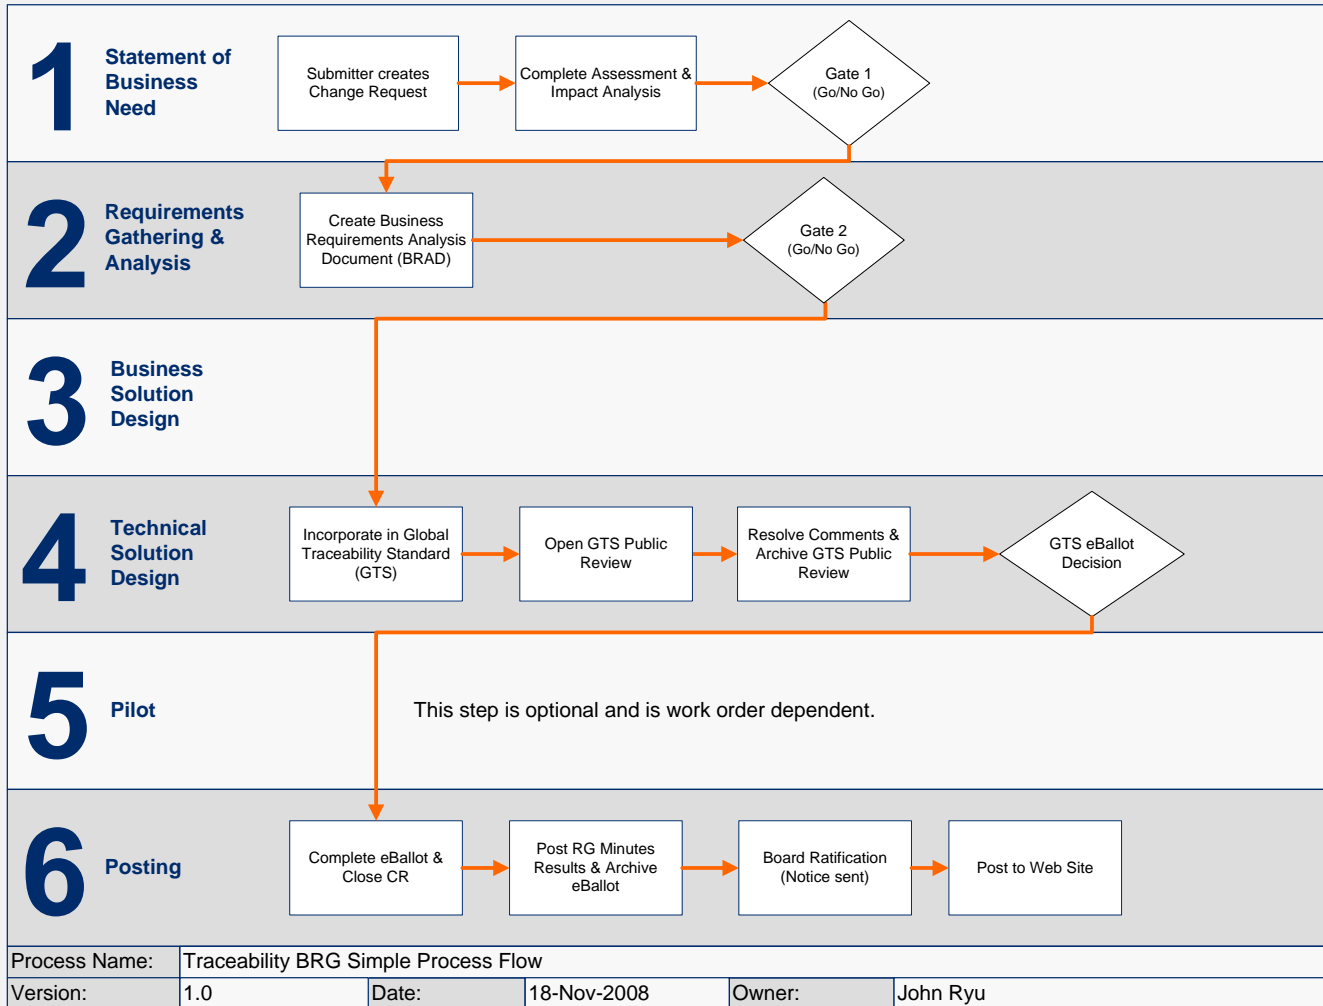 1
Statement of
Business
Need
Submitter creates
Change Request
Complete Assessment &
Impact Analysis
Gate 1
(Go/No Go)
2
Requirements
Gathering &
Analysis
Create Business
Requirements Analysis
Document (BRAD)
Gate 2
(Go/No Go)
3
Business
Solution
Design
4
Technical
Solution
Design
Incorporate in Global
Traceability Standard
(GTS)
Open GTS Public
Review
Resolve Comments &
Archive GTS Public
Review
GTS eBallot
Decision
5
Pilot
This step is optional and is work order dependent.
6
Posting
Complete eBallot &
Close CR
Post RG Minutes
Results & Archive
eBallot
Board Ratification
(Notice sent)
Post to Web Site
Process Name: Traceability BRG Simple Process Flow
Version: 1.0 Date: 18-Nov-2008 Owner: John Ryu